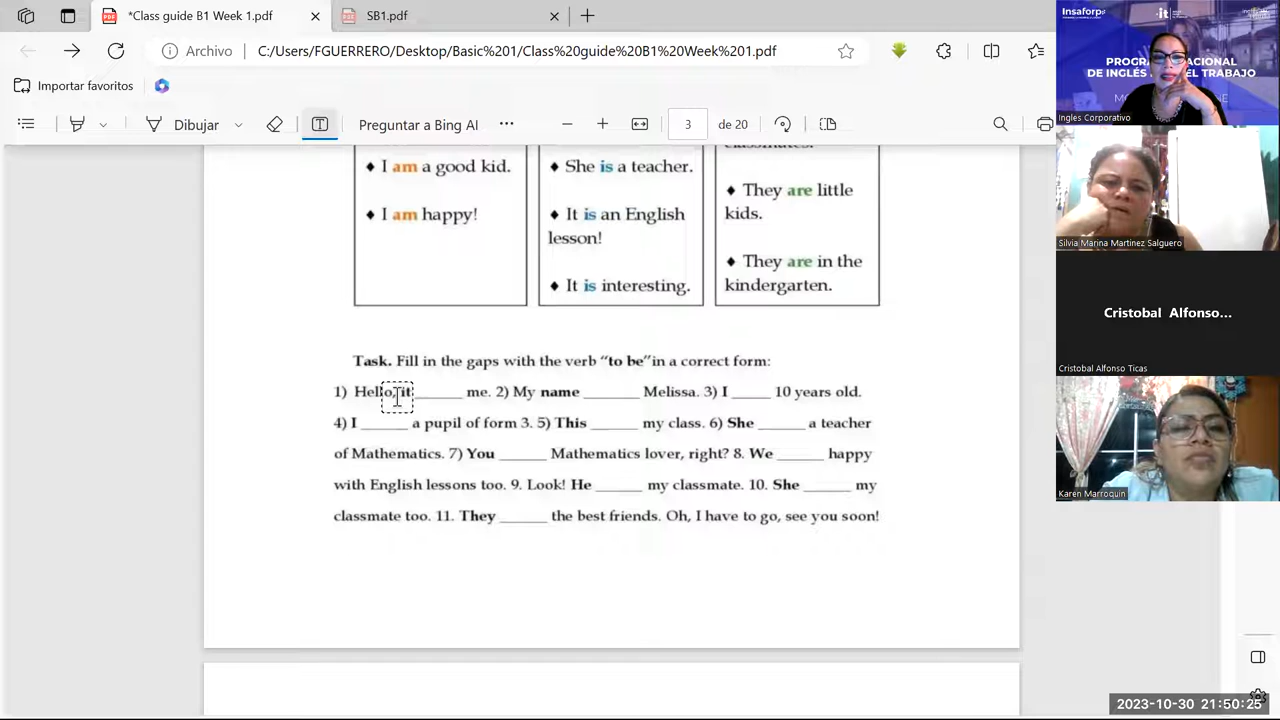 *Class guide B1 Week 1.pdf
SB1.pdf
Archivo
C:/Users/FGUERRERO/Desktop/Basic%201/Class%20guide%20B1%20Week%201.pdf
Importar favoritos
Dibujar
Preguntar a Bing AI
3 de 20
♦ I am a good kid.
♦ I am happy!
♦ She is a teacher.
♦ It is an English
lesson!
♦ It is interesting.
classmates.
♦ They are little
kids.
♦ They are in the
kindergarten.
Task. Fill in the gaps with the verb “to be”in a correct form:
1) Hello, it ______ me. 2) My name _______ Melissa. 3) I _____ 10 years old.
4) I ______ a pupil of form 3. 5) This ______ my class. 6) She ______ a teacher
of Mathematics. 7) You ______ Mathematics lover, right? 8. We ______ happy
with English lessons too. 9. Look! He ______ my classmate. 10. She ______ my
classmate too. 11. They ______ the best friends. Oh, I have to go, see you soon!
Insaforp
it
DE INGLÉS
EL TRABAJO
Ingles Corporativo
Silvia Marina Martinez Salguero
Cristobal Alfonso...
Cristobal Alfonso Ticas
Karen Marroquin
2023-10-30 21:50:25